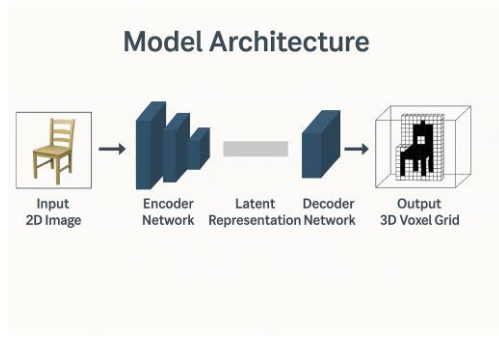 Model Architecture
Input
2D Image
Encoder
Network
Latent
Representation
Decoder
Network
Output
3D Voxel Grid